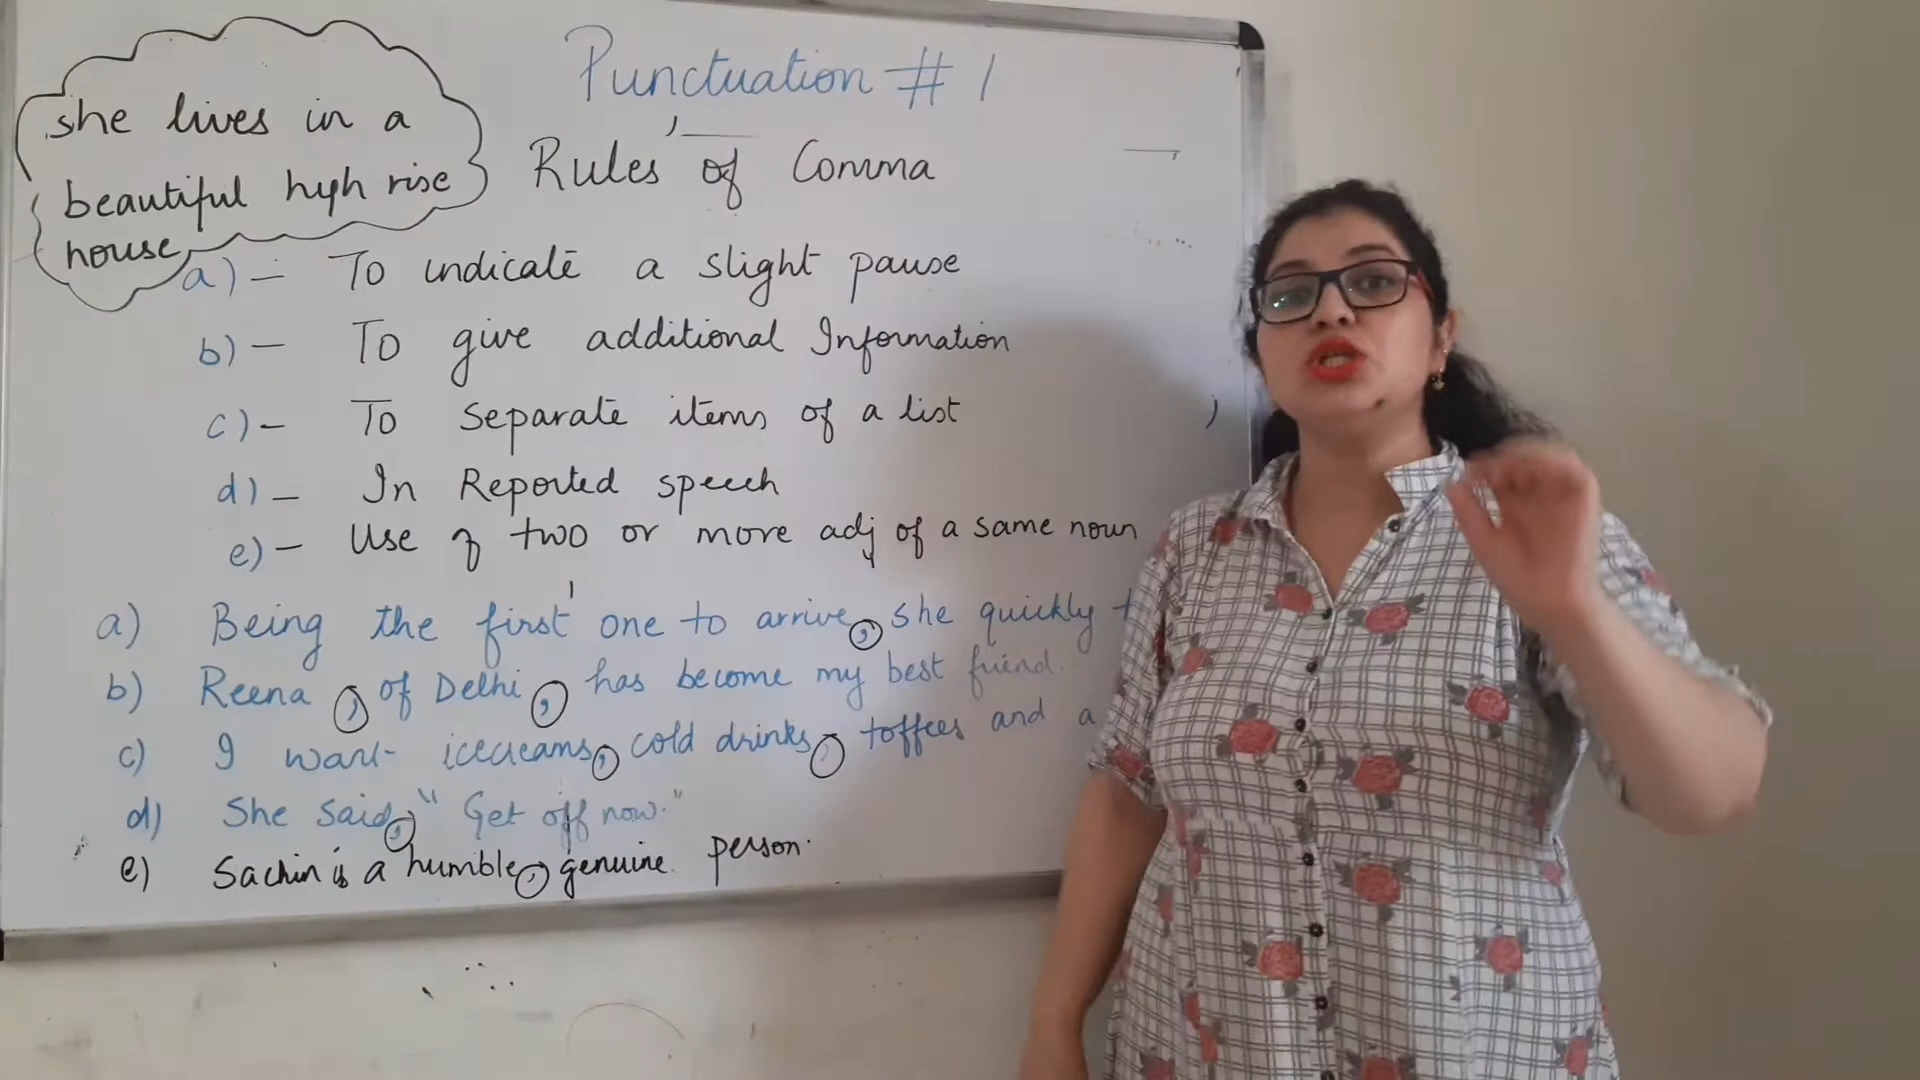 Punctuation # 1
she lives in a
beautiful high rise
house
Rules of Comma
a) - To indicate a slight pause
b) - To give additional Information
c) - To separate items of a list
d) - In Reported speech
e) - Use of two or more adj of a same noun
a) Being the first one to arrive, she quickly t
b) Reena, of Delhi, has become my best friend.
c) I want icecreams, cold drinks, toffees and a
d) She said, "Get off now."
e) Sachin is a humble, genuine person.